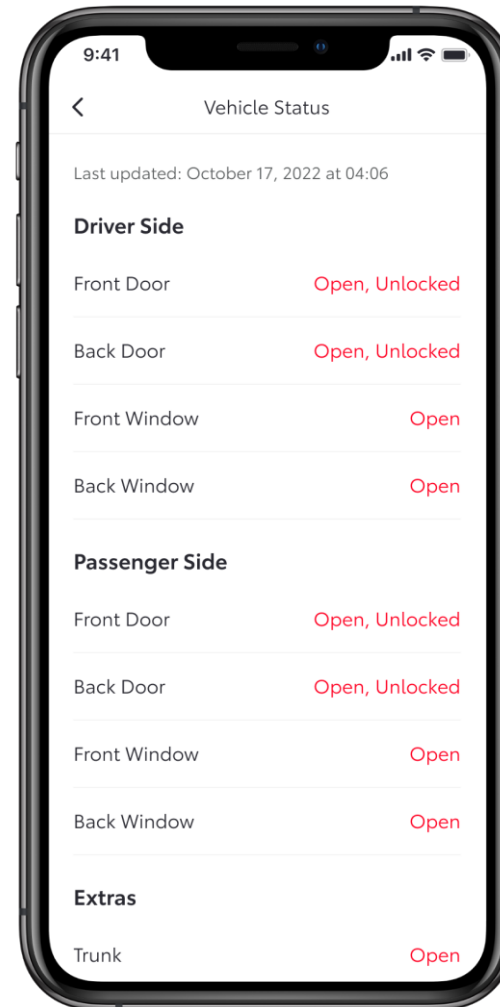 9:41
Vehicle Status
Last updated: October 17, 2022 at 04:06
Driver Side
Front Door Open, Unlocked
Back Door Open, Unlocked
Front Window Open
Back Window Open
Passenger Side
Front Door Open, Unlocked
Back Door Open, Unlocked
Front Window Open
Back Window Open
Extras
Trunk Open